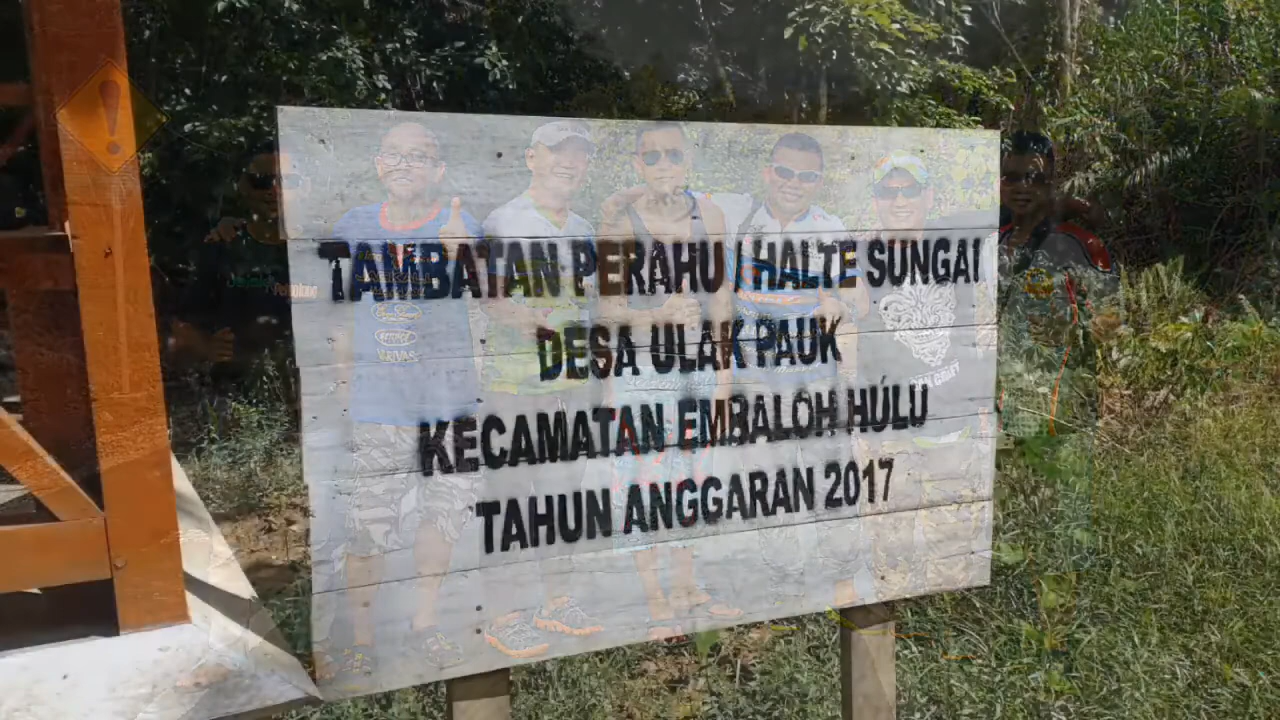 TAMBATAN PERAHU / HALTE SUNGAI
DESA ULAK PAUK
KECAMATAN EMBALOH HULU
TAHUN ANGGARAN 2017